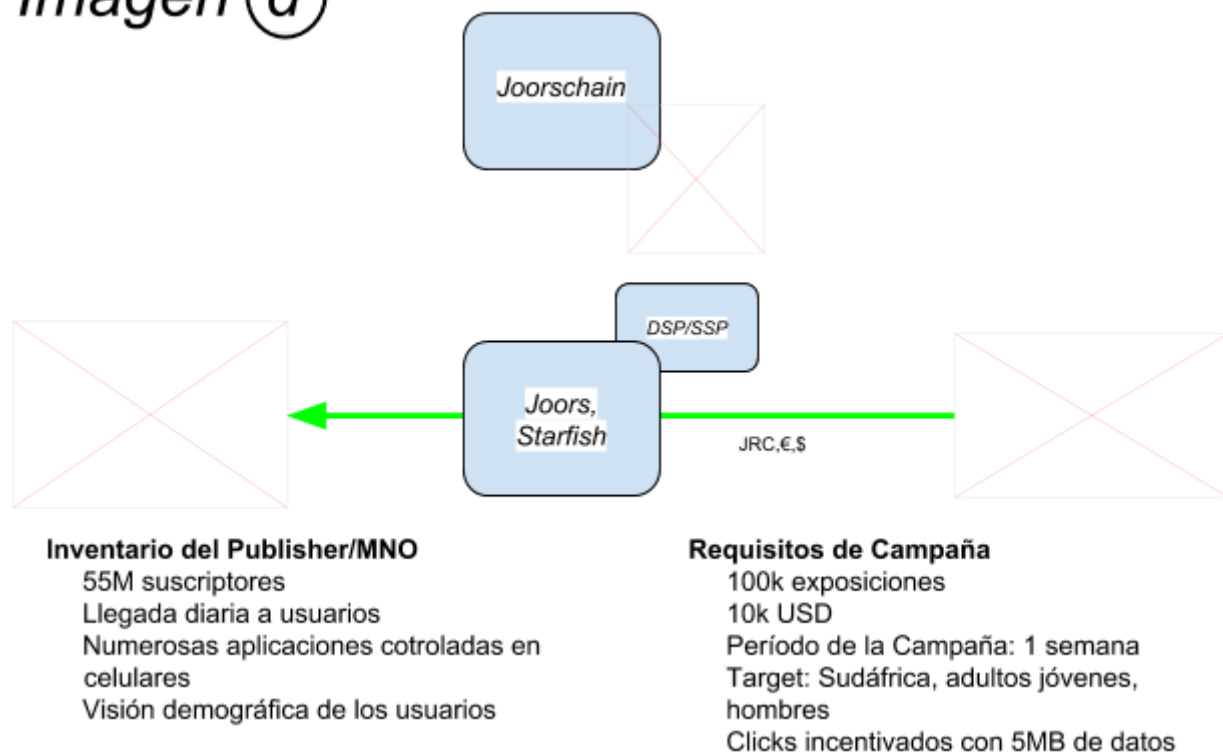 Imagen d
Joorschain
DSP/SSP
Joors,
Starfish
JRC,€,$
Inventario del Publisher/MNO
55M suscriptores
Llegada diaria a usuarios
Numerosas aplicaciones cotroladas en
celulares
Visión demográfica de los usuarios
Requisitos de Campaña
100k exposiciones
10k USD
Período de la Campaña: 1 semana
Target: Sudáfrica, adultos jóvenes,
hombres
Clicks incentivados con 5MB de datos